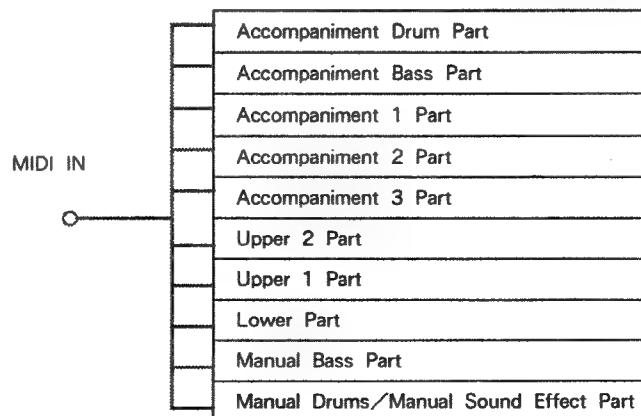 Accompaniment Drum Part
Accompaniment Bass Part
Accompaniment 1 Part
Accompaniment 2 Part
MIDI IN
Accompaniment 3 Part
Upper 2 Part
Upper 1 Part
Lower Part
Manual Bass Part
Manual Drums/Manual Sound Effect Part